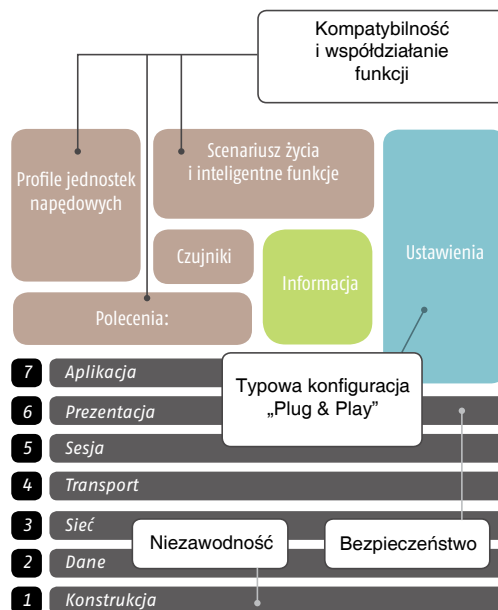 Kompatybilność
i współdziałanie
funkcji
Profile jednostek
napędowych
Scenariusz życia
i inteligentne funkcje
Czujniki
Informacja
Ustawienia
Polecenia:
7 Aplikacja
Typowa konfiguracja
„Plug & Play”
6 Prezentacja
5 Sesja
4 Transport
3 Sieć
Niezawodność
Bezpieczeństwo
2 Dane
1 Konstrukcja